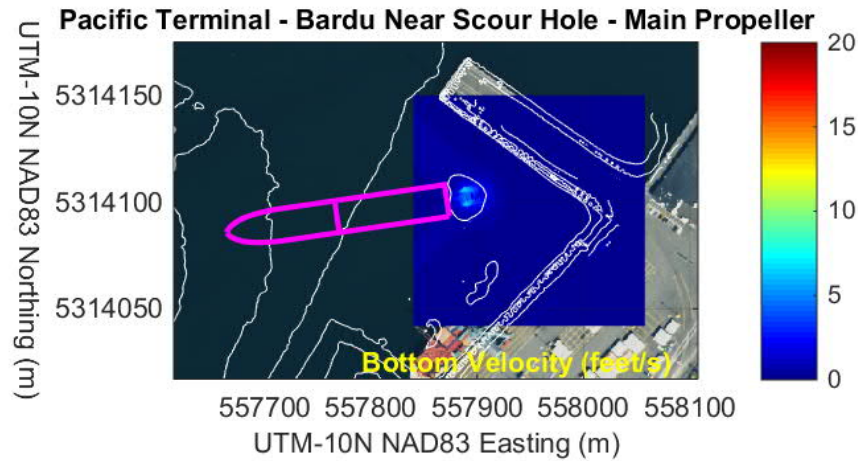 Pacific Terminal - Bardu Near Scour Hole - Main Propeller
UTM-10N NAD83 Northing (m)
5314150
5314100
5314050
Bottom Velocity (feet/s)
557700 557800 557900 558000 558100
UTM-10N NAD83 Easting (m)
20
15
10
5
0